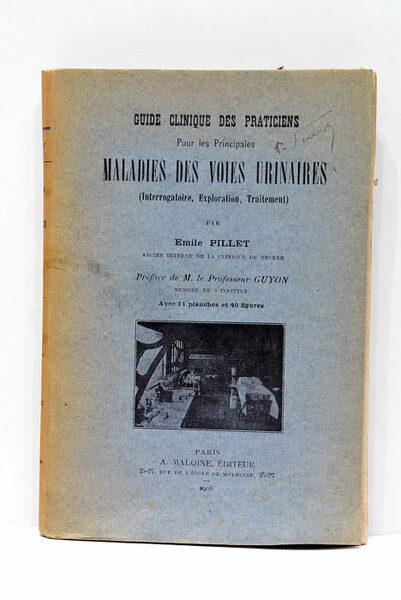 GUIDE CLINIQUE DES PRATICIENS
Pour les Principales
MALADIES DES VOIES URINAIRES
(Interrogatoire, Exploration, Traitement)
PAR
Emile PILLET
ANCIEN INTERNE DE LA CLINIQUE DE NECKER
Préface de M. le Professeur GUYON
MEMBRE DE L'INSTITUT
Avec 11 planches et 40 figures
PARIS
A. MALOINE, ÉDITEUR
25-27, RUE DE L'ÉCOLE DE MÉDECINE, 25-27
1906